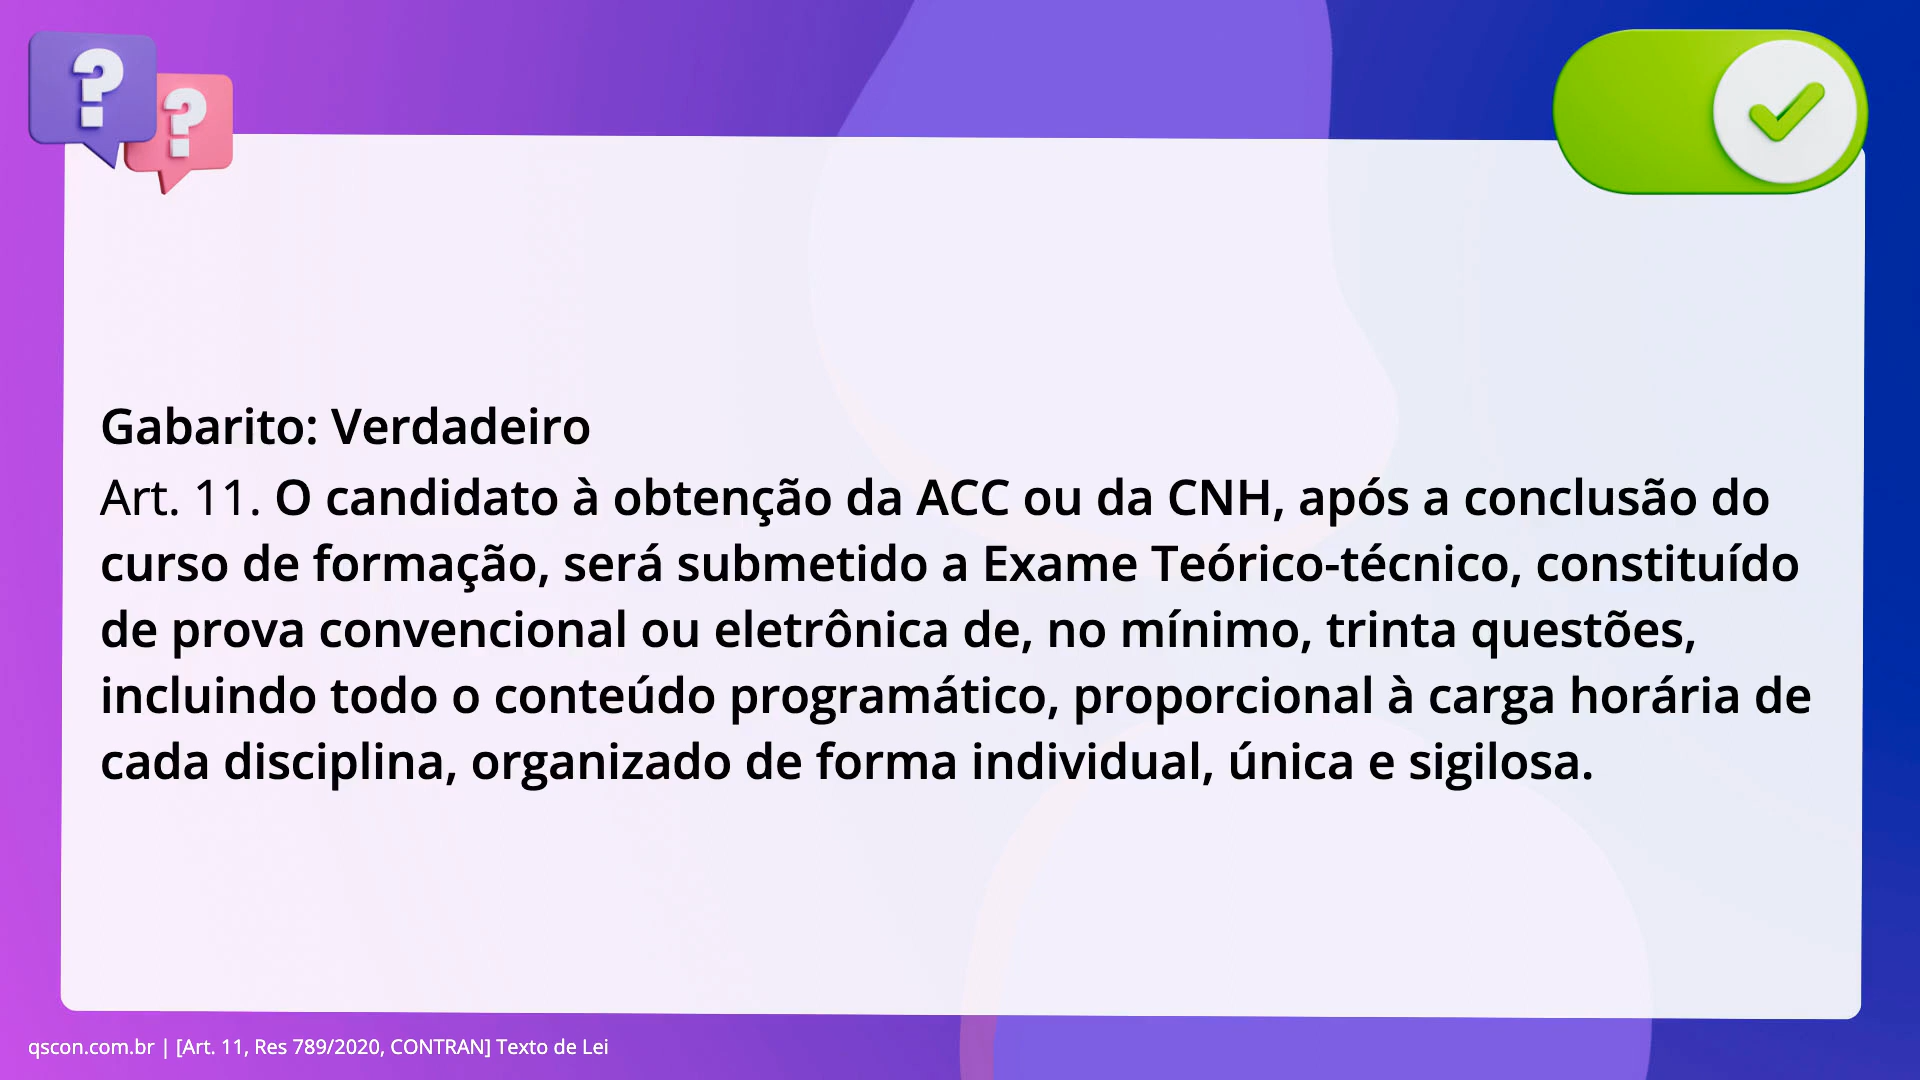 ? ?
Gabarito: Verdadeiro
Art. 11. O candidato à obtenção da ACC ou da CNH, após a conclusão do
curso de formação, será submetido a Exame Teórico-técnico, constituído
de prova convencional ou eletrônica de, no mínimo, trinta questões,
incluindo todo o conteúdo programático, proporcional à carga horária de
cada disciplina, organizado de forma individual, única e sigilosa.
qscon.com.br | [Art. 11, Res 789/2020, CONTRAN] Texto de Lei